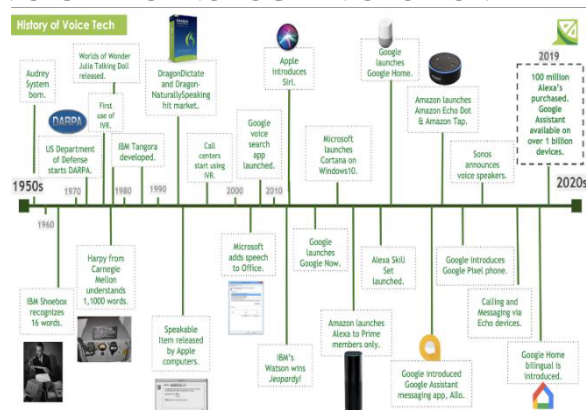 History of Voice Tech
Audrey
System
born.
DARPA
US Department
of Defense
starts DARPA.
Worlds of Wonder
Julia Talking Doll
released.
First
use of
IVR.
IBM Tangora
developed.
DragonDictate
and Dragon-
NaturallySpeaking
hit market.
Call
centers
start using
IVR.
Google
voice
search
app
launched.
Apple
introduces
Siri.
Microsoft
launches
Cortana on
Windows10.
Google
launches
Google Home.
Amazon launches
Amazon Echo Dot
& Amazon Tap.
Sonos
announces
voice speakers.
2019
100 million
Alexa's
purchased.
Google
Assistant
available on
over 1 billion
devices.
1950s
1960
1970
1980
1985
1990
2000
2010
2020s
IBM Shoebox
recognizes
16 words.
Harpy from
Carnegie
Mellon
understands
1,1000 words.
Speakable
Item released
by Apple
computers.
Microsoft
adds speech
to Office.
IBM's
Watson wins
Jeopardy!
Google
launches
Google Now.
Amazon launches
Alexa to Prime
members only.
Alexa Skill
Set
launched.
Google introduced
Google Assistant
messaging app, Allo.
Google introduces
Google Pixel phone.
Calling and
Messaging via
Echo devices.
Google Home
bilingual is
introduced.